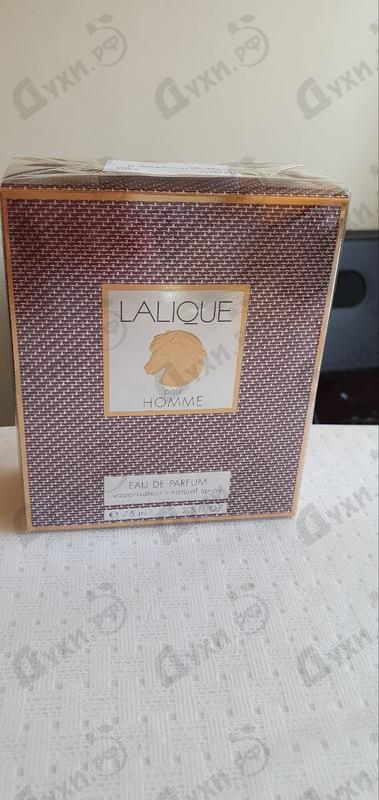 LALIQUE
pour
HOMME
EAU DE PARFUM
vaporisateur - natural spray
℮ 75 ml 2.5 Fl Oz
Духи.рф